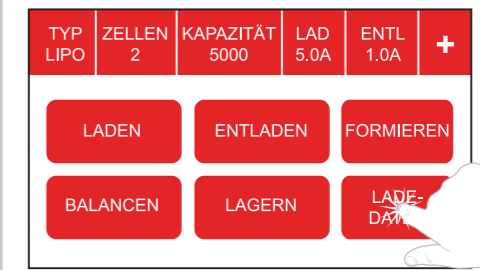 TYP ZELLEN KAPAZITÄT LAD ENTL +
LIPO 2 5000 5.0A 1.0A
LADEN ENTLADEN FORMIEREN
BALANCEN LAGERN LADE-